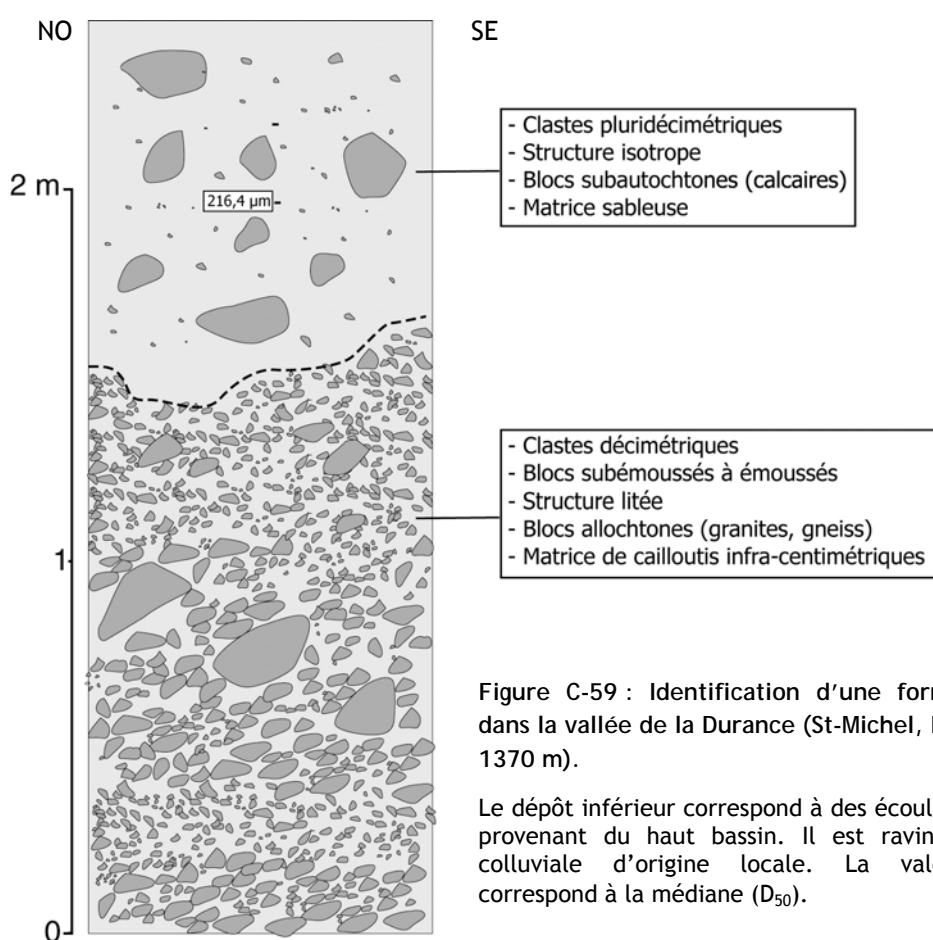 NO
SE
- Clastes pluridécimétriques
- Structure isotrope
- Blocs subautochtones (calcaires)
- Matrice sableuse
2 m
216,4 µm
- Clastes décimétriques
- Blocs subémoussés à émoussés
- Structure litée
- Blocs allochtones (granites, gneiss)
- Matrice de cailloutis infra-centimétriques
1
Figure C-59 : Identification d'une
dans la vallée de la Durance (St-Michel,
1370 m).
Le dépôt inférieur correspond à des
provenant du haut bassin. Il est
colluviale d'origine locale. La
correspond à la médiane (D₅₀).
0